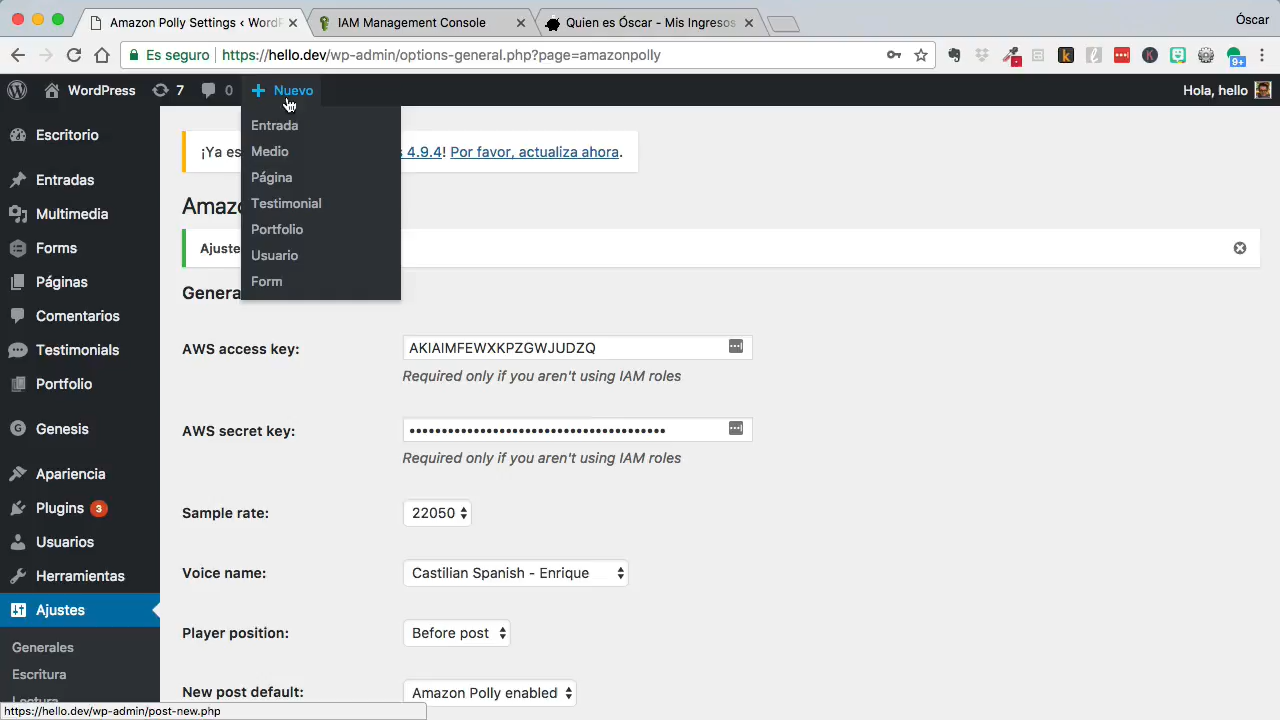 Amazon Polly Settings ‹ WordP
IAM Management Console
Quien es Óscar - Mis Ingresos
Óscar
Es seguro
https://hello.dev/wp-admin/options-general.php?page=amazonpolly
9+
WordPress
7
0
Nuevo
Hola, hello
Entrada
Medio
Página
Testimonial
Portfolio
Usuario
Form
Escritorio
Entradas
Multimedia
Forms
Páginas
Comentarios
Testimonials
Portfolio
Genesis
Apariencia
Plugins 3
Usuarios
Herramientas
Ajustes
Generales
Escritura
Lectura
¡Ya es
s 4.9.4! Por favor, actualiza ahora.
Amazo
Ajuste
Genera
AWS access key:
AKIAIMFEWXKPZGWJUDZQ
Required only if you aren't using IAM roles
AWS secret key:
••••••••••••••••••••••••••••••••••••••••
Required only if you aren't using IAM roles
Sample rate:
22050
Voice name:
Castilian Spanish - Enrique
Player position:
Before post
New post default:
Amazon Polly enabled
https://hello.dev/wp-admin/post-new.php